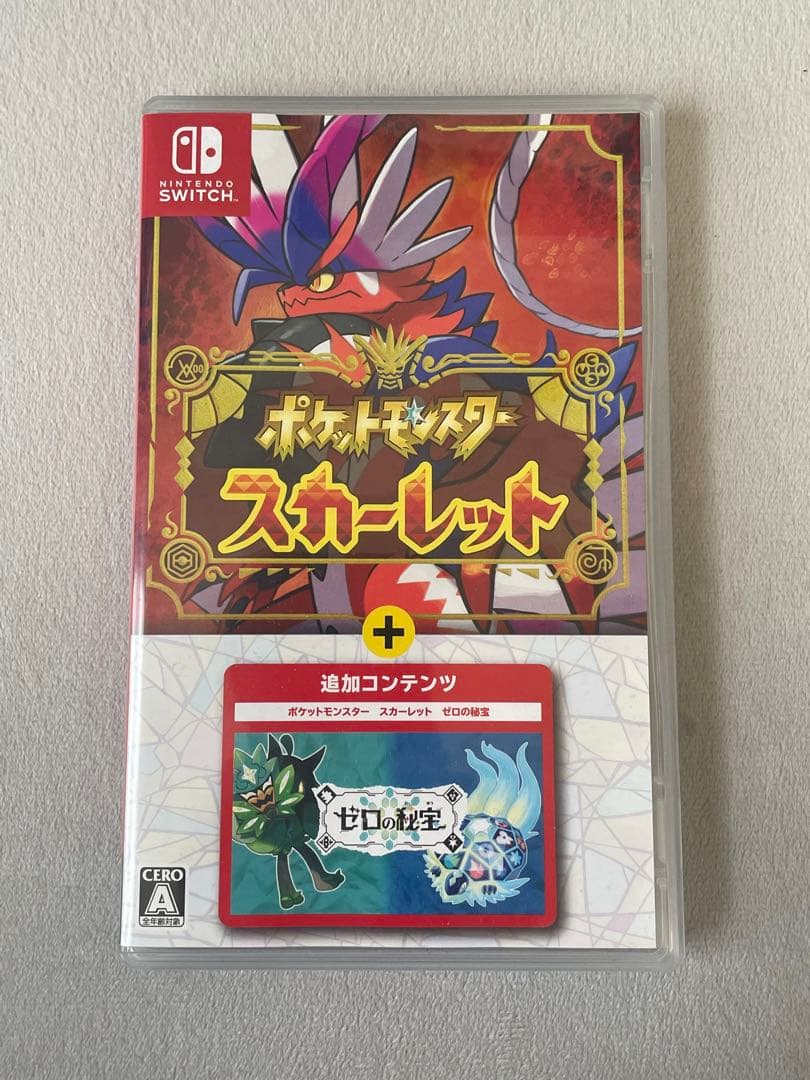 NINTENDO
SWITCH™
ポケットモンスター
スカーレット
+
追加コンテンツ
ポケットモンスター スカーレット ゼロの秘宝
ゼロの秘宝
CERO
A
全年齢対象